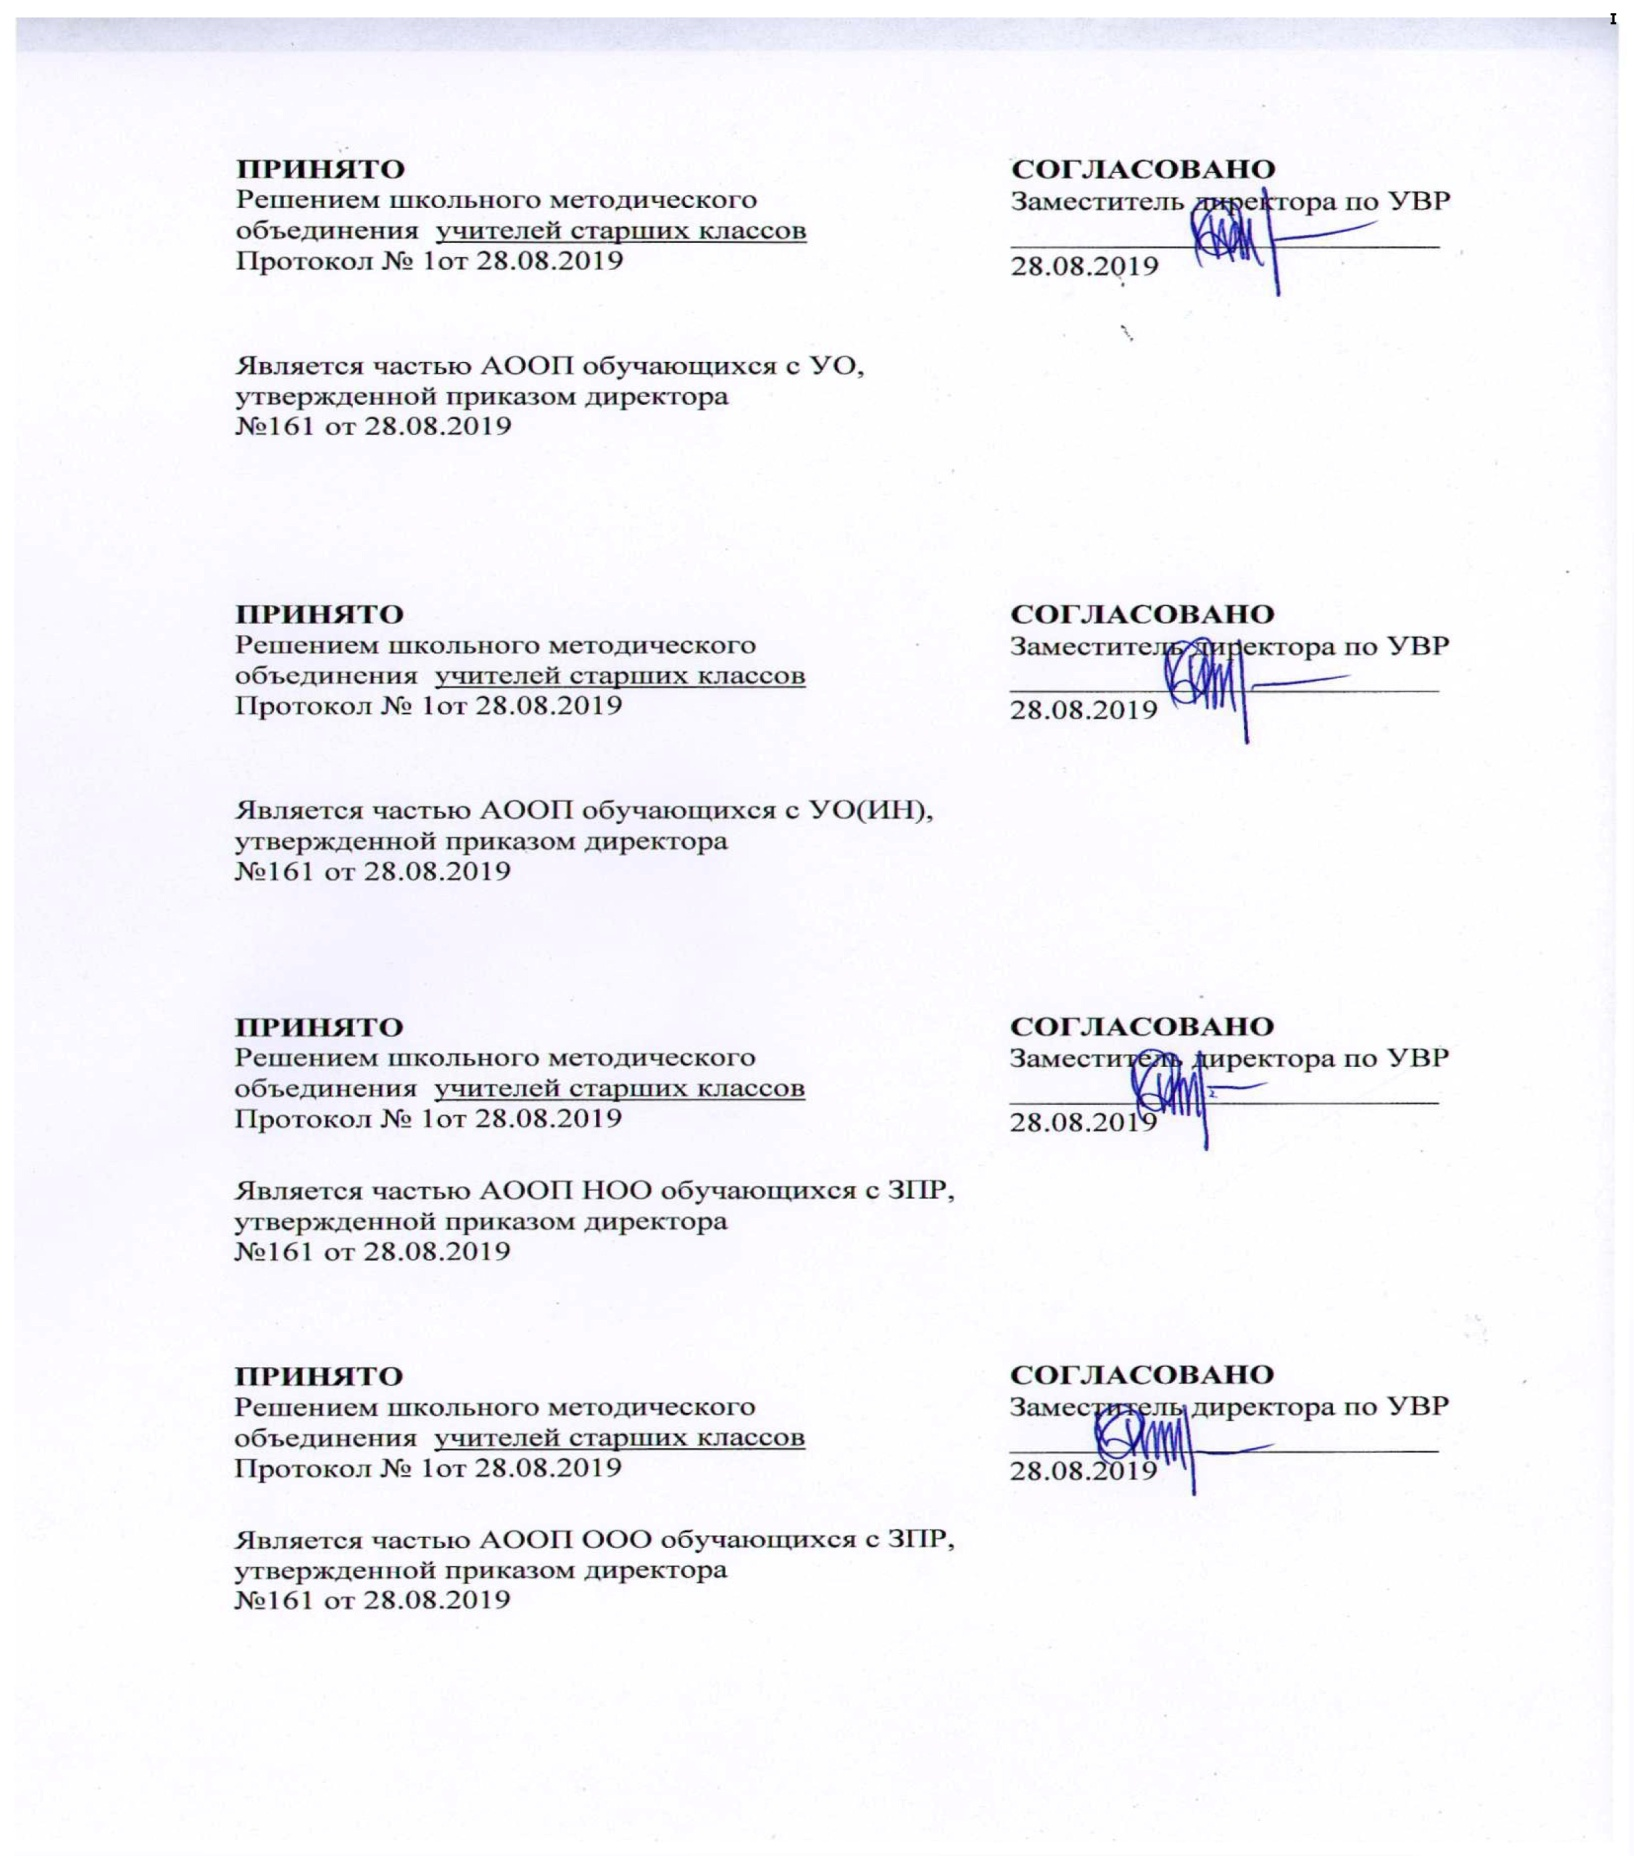 I
ПРИНЯТО
Решением школьного методического
объединения учителей старших классов
Протокол № 1от 28.08.2019
СОГЛАСОВАНО
Заместитель директора по УВР
28.08.2019
Является частью АООП обучающихся с УО,
утвержденной приказом директора
№161 от 28.08.2019
ПРИНЯТО
Решением школьного методического
объединения учителей старших классов
Протокол № 1от 28.08.2019
СОГЛАСОВАНО
Заместитель директора по УВР
28.08.2019
Является частью АООП обучающихся с УО(ИН),
утвержденной приказом директора
№161 от 28.08.2019
ПРИНЯТО
Решением школьного методического
объединения учителей старших классов
Протокол № 1от 28.08.2019
СОГЛАСОВАНО
Заместитель директора по УВР
28.08.2019
Является частью АООП НОО обучающихся с ЗПР,
утвержденной приказом директора
№161 от 28.08.2019
ПРИНЯТО
Решением школьного методического
объединения учителей старших классов
Протокол № 1от 28.08.2019
СОГЛАСОВАНО
Заместитель директора по УВР
28.08.2019
Является частью АООП ООО обучающихся с ЗПР,
утвержденной приказом директора
№161 от 28.08.2019